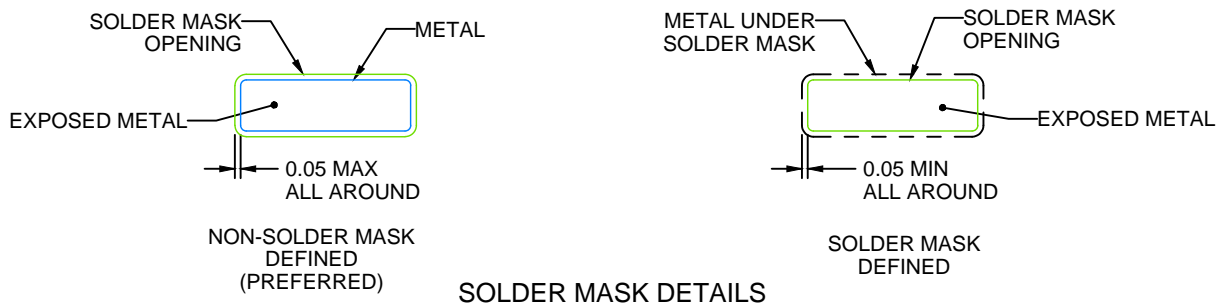 SOLDER MASK
OPENING
METAL
EXPOSED METAL
0.05 MAX
ALL AROUND
NON-SOLDER MASK
DEFINED
(PREFERRED)
METAL UNDER
SOLDER MASK
SOLDER MASK
OPENING
EXPOSED METAL
0.05 MIN
ALL AROUND
SOLDER MASK
DEFINED
SOLDER MASK DETAILS